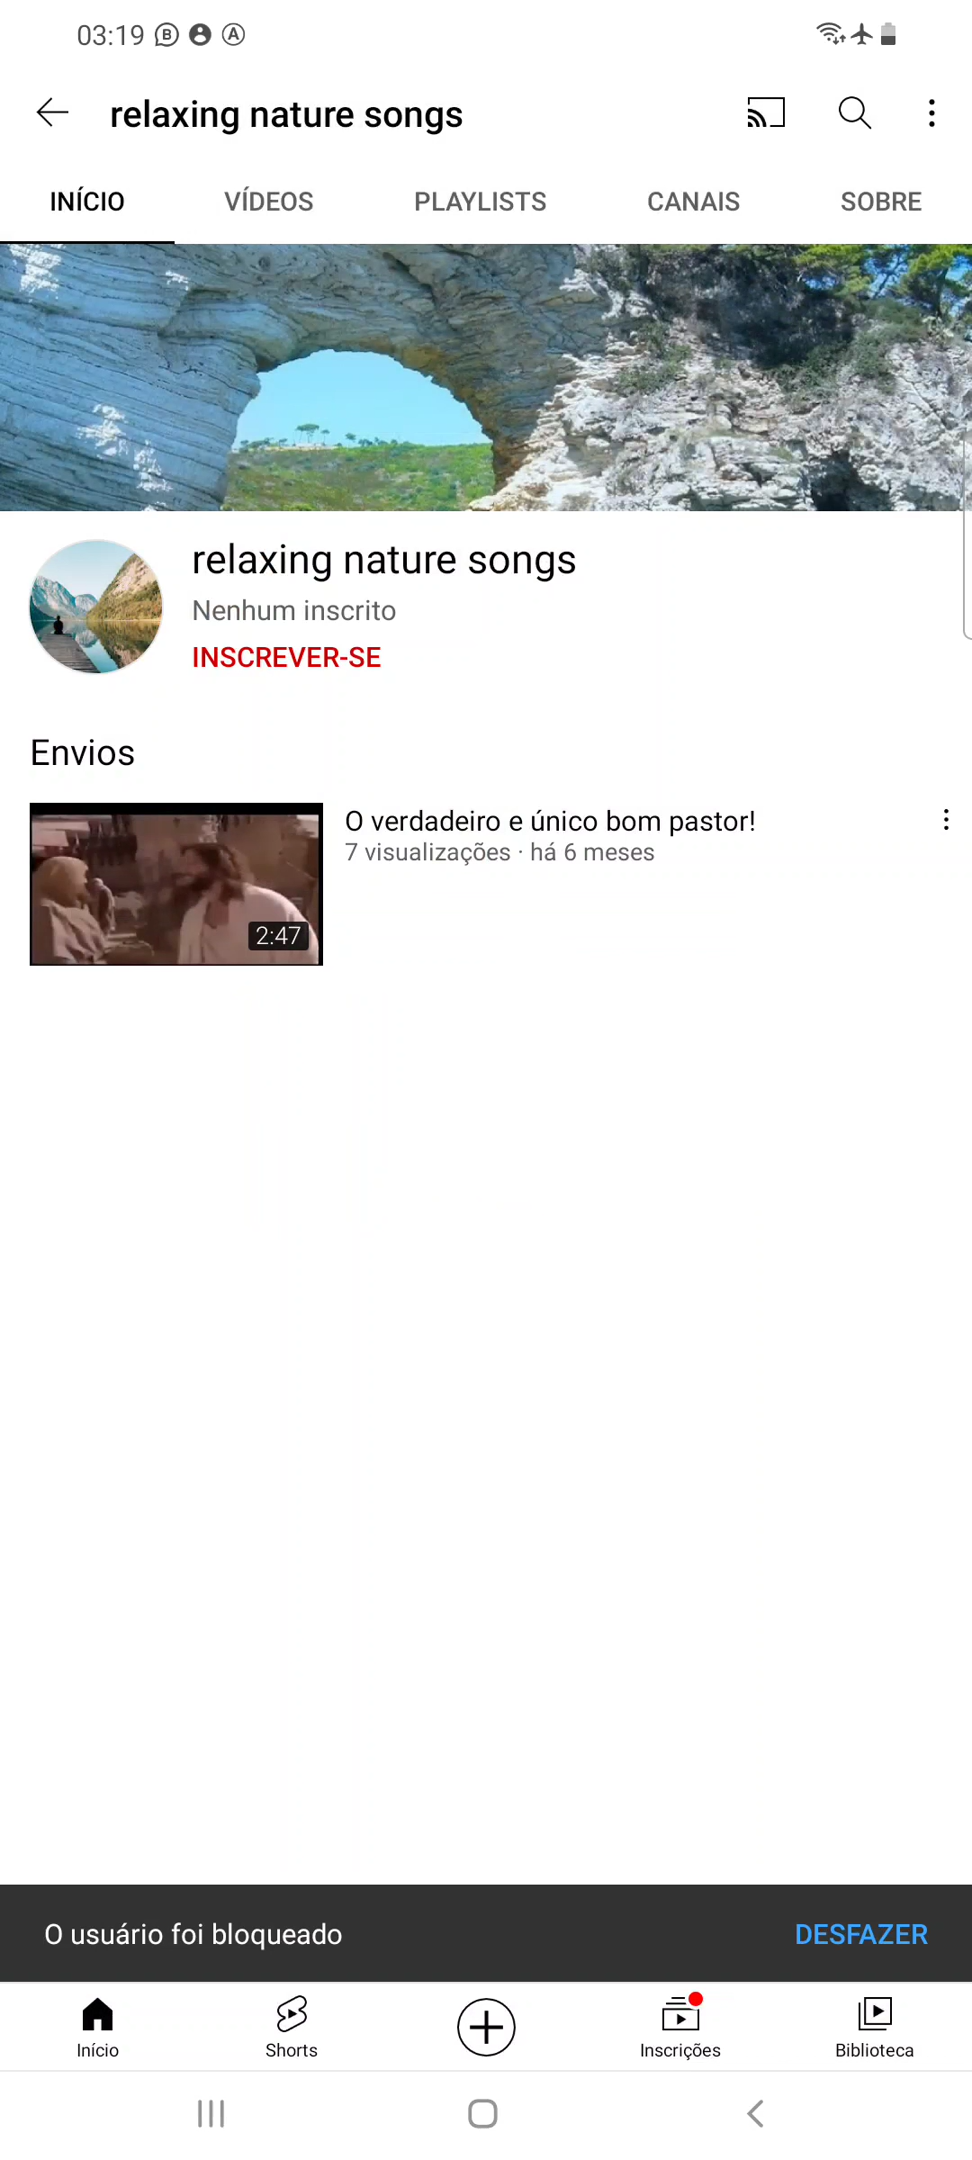 03:19
relaxing nature songs
INÍCIO VÍDEOS PLAYLISTS CANAIS SOBRE
relaxing nature songs
Nenhum inscrito
INSCREVER-SE
Envios
O verdadeiro e único bom pastor!
7 visualizações · há 6 meses
2:47
O usuário foi bloqueado DESFAZER
Início Shorts Inscrições Biblioteca